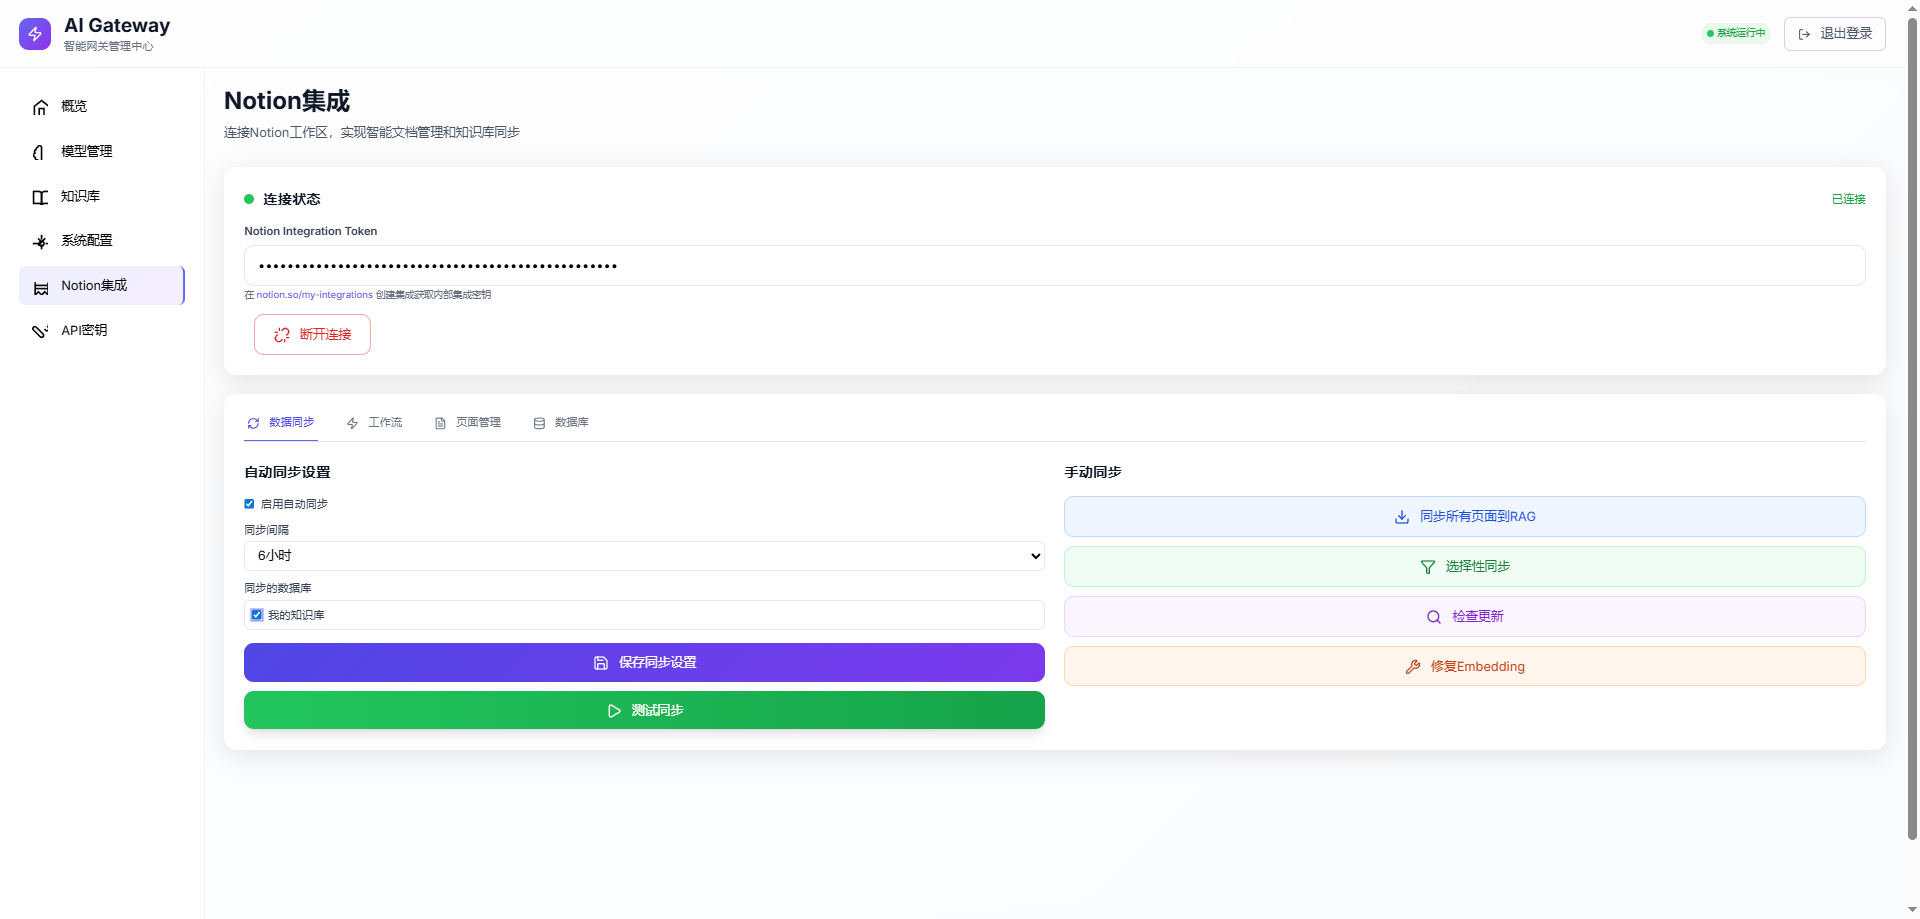 AI Gateway
智能网关管理中心
系统运行中
退出登录
概览
模型管理
知识库
系统配置
Notion集成
API密钥
Notion集成
连接Notion工作区，实现智能文档管理和知识库同步
连接状态
已连接
Notion Integration Token
••••••••••••••••••••••••••••••••••••••••••••••••••
在 notion.so/my-integrations 创建集成获取内部集成密钥
断开连接
数据同步
工作流
页面管理
数据库
自动同步设置
启用自动同步
同步间隔
6小时
同步的数据库
我的知识库
保存同步设置
测试同步
手动同步
同步所有页面到RAG
选择性同步
检查更新
修复Embedding